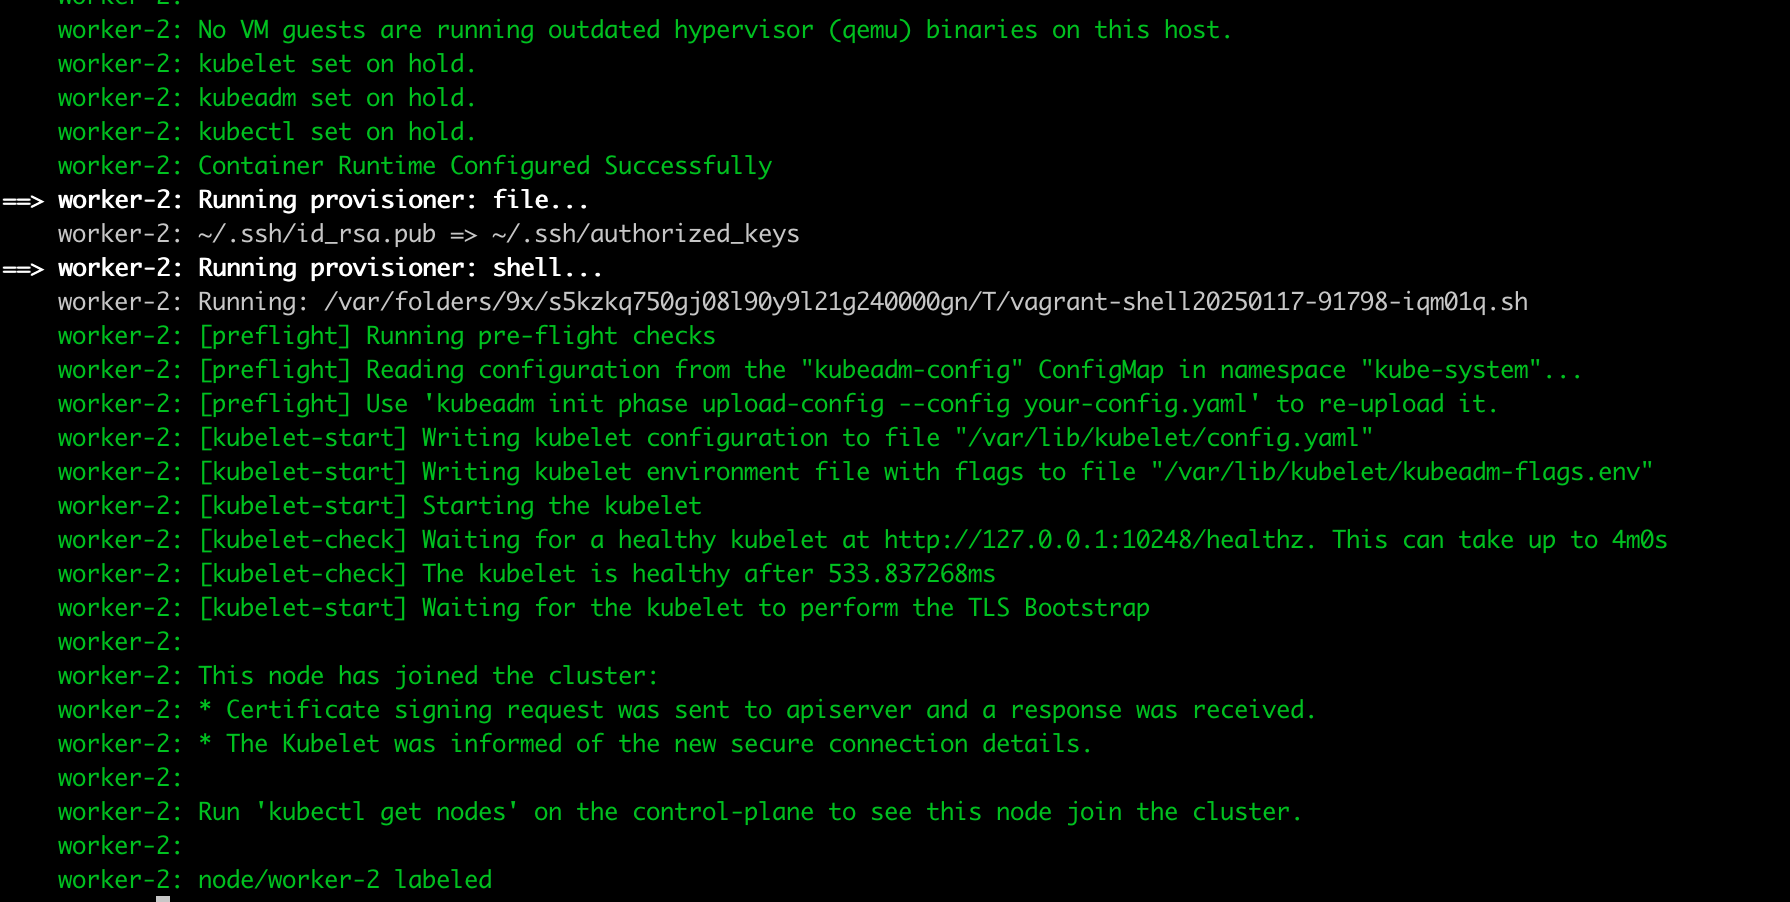 worker-2:
worker-2: No VM guests are running outdated hypervisor (qemu) binaries on this host.
worker-2: kubelet set on hold.
worker-2: kubeadm set on hold.
worker-2: kubectl set on hold.
worker-2: Container Runtime Configured Successfully
==> worker-2: Running provisioner: file...
worker-2: ~/.ssh/id_rsa.pub => ~/.ssh/authorized_keys
==> worker-2: Running provisioner: shell...
worker-2: Running: /var/folders/9x/s5kzkq750gj08l90y9l21g240000gn/T/vagrant-shell20250117-91798-iqm01q.sh
worker-2: [preflight] Running pre-flight checks
worker-2: [preflight] Reading configuration from the "kubeadm-config" ConfigMap in namespace "kube-system"...
worker-2: [preflight] Use 'kubeadm init phase upload-config --config your-config.yaml' to re-upload it.
worker-2: [kubelet-start] Writing kubelet configuration to file "/var/lib/kubelet/config.yaml"
worker-2: [kubelet-start] Writing kubelet environment file with flags to file "/var/lib/kubelet/kubeadm-flags.env"
worker-2: [kubelet-start] Starting the kubelet
worker-2: [kubelet-check] Waiting for a healthy kubelet at http://127.0.0.1:10248/healthz. This can take up to 4m0s
worker-2: [kubelet-check] The kubelet is healthy after 533.837268ms
worker-2: [kubelet-start] Waiting for the kubelet to perform the TLS Bootstrap
worker-2:
worker-2: This node has joined the cluster:
worker-2: * Certificate signing request was sent to apiserver and a response was received.
worker-2: * The Kubelet was informed of the new secure connection details.
worker-2:
worker-2: Run 'kubectl get nodes' on the control-plane to see this node join the cluster.
worker-2:
worker-2: node/worker-2 labeled